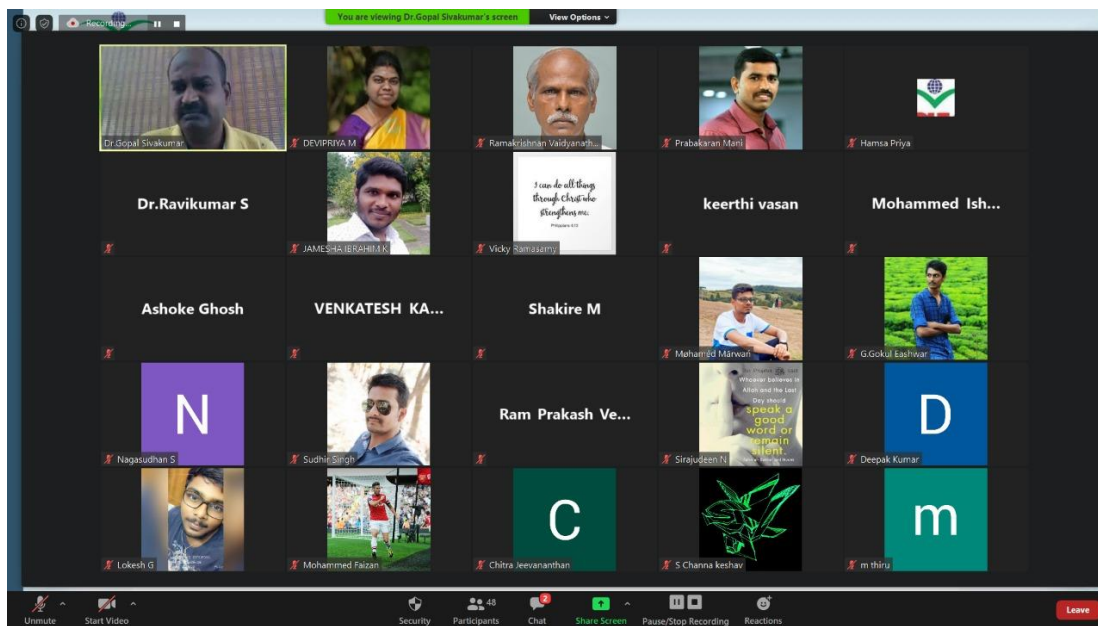 Recording...
You are viewing Dr.Gopal Sivakumar's screen
View Options
Dr.Gopal Sivakumar
DEVIPRIYA M
Ramakrishnan Vaidyanath...
Prabakaran Mani
Hamsa Priya
Dr.Ravikumar S
JAMESHA IBRAHIM K
I can do all things
through Christ who
strengthens me.
Philippians 4:13
Vicky Ramasamy
keerthi vasan
Mohammed Ish...
Ashoke Ghosh
VENKATESH KA...
Shakire M
Mohamed Mârwan
G.Gokul Eashwar
N
Nagasudhan S
Sudhir Singh
Ram Prakash Ve...
Whoever believes in
Allah and the Last
Day should
speak a
good
word or
remain
silent.
Sirajudeen N
D
Deepak Kumar
Lokesh G
Mohammed Faizan
C
Chitra Jeevananthan
S Channa keshav
m
m thiru
Unmute
Start Video
Security
48
Participants
2
Chat
Share Screen
Pause/Stop Recording
Reactions
Leave